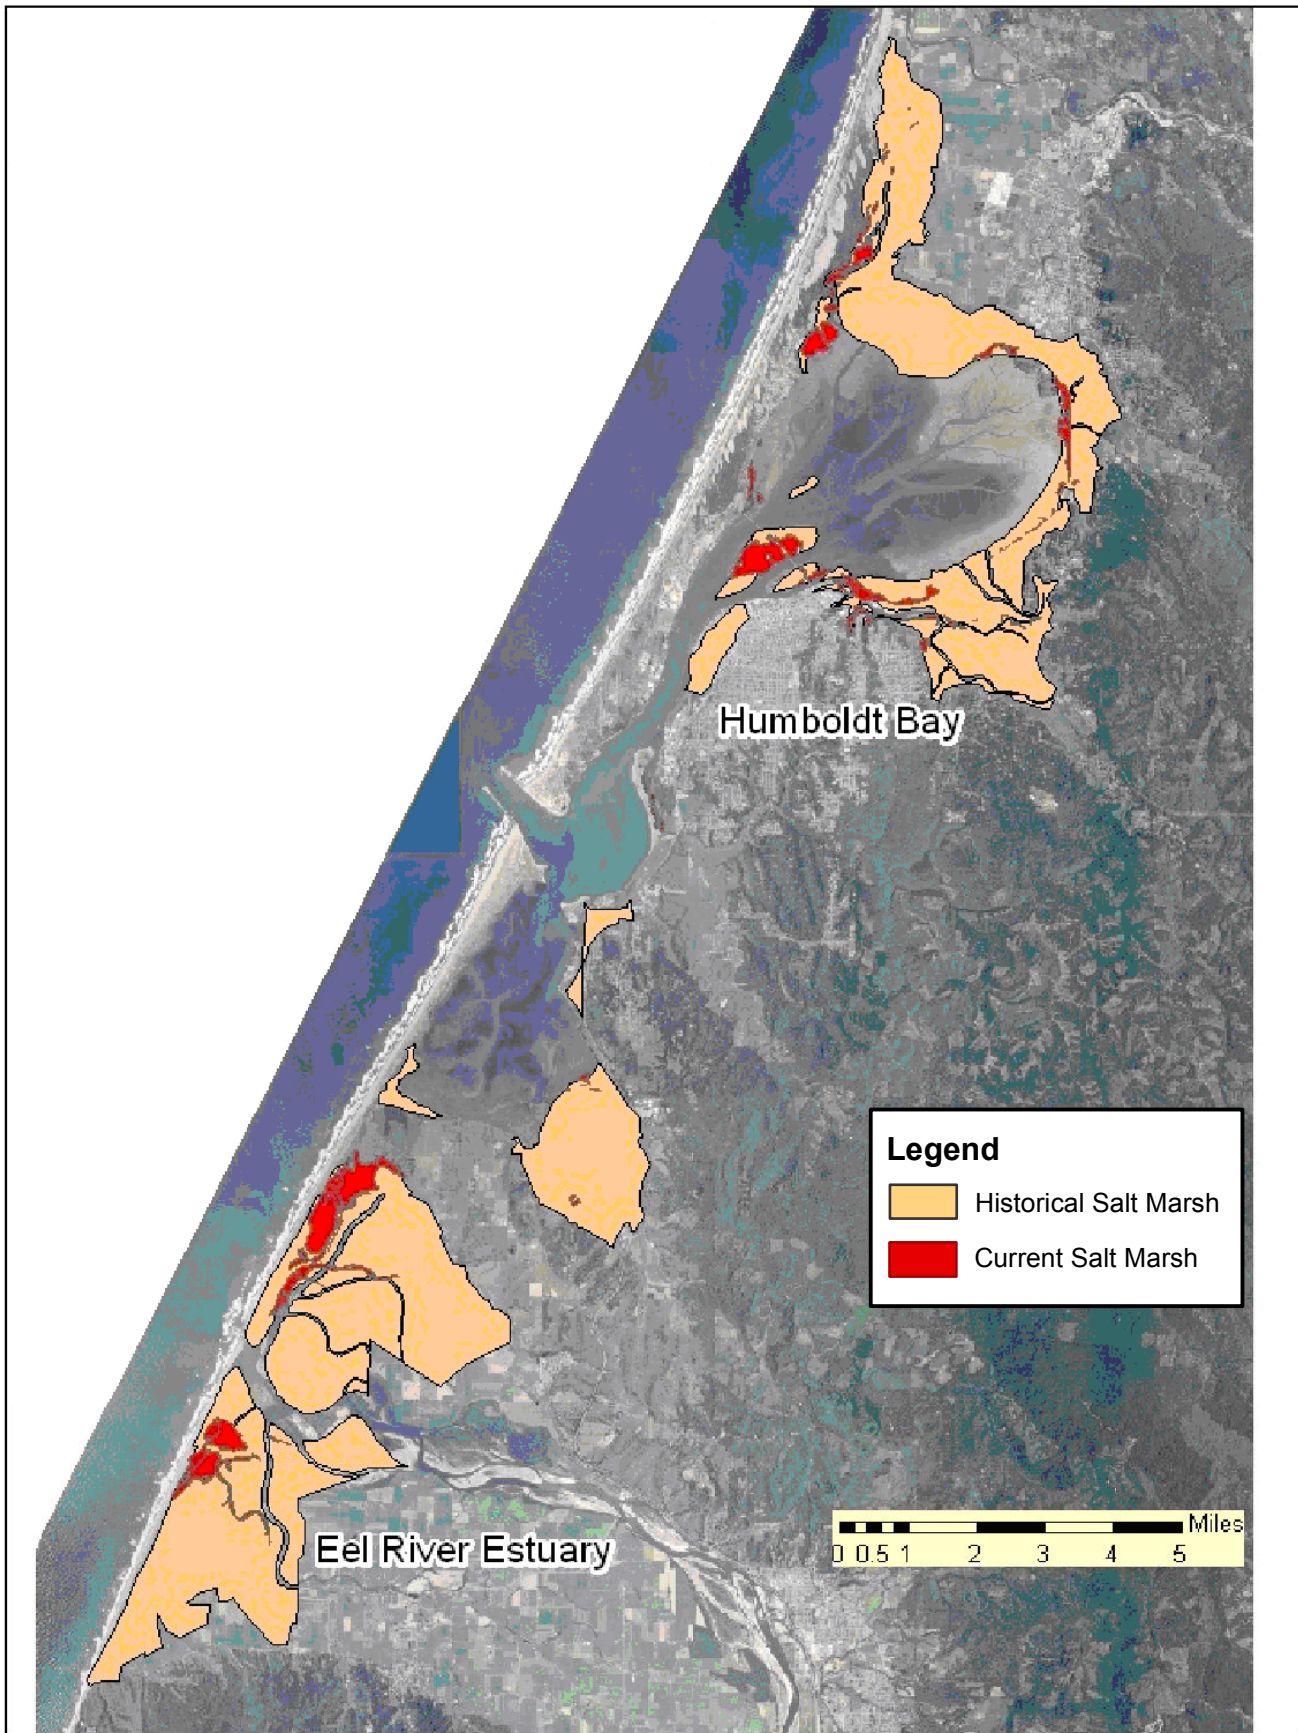 Humboldt Bay
Legend
Historical Salt Marsh
Current Salt Marsh
Miles
0 0.5 1 2 3 4 5
Eel River Estuary